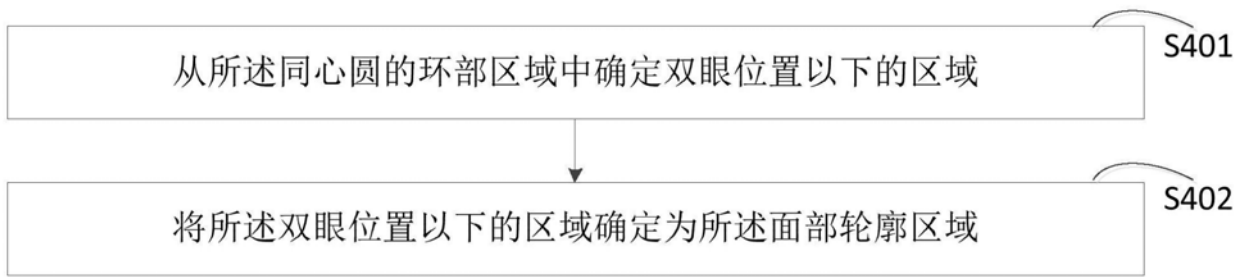 从所述同心圆的环部区域中确定双眼位置以下的区域
S401
将所述双眼位置以下的区域确定为所述面部轮廓区域
S402